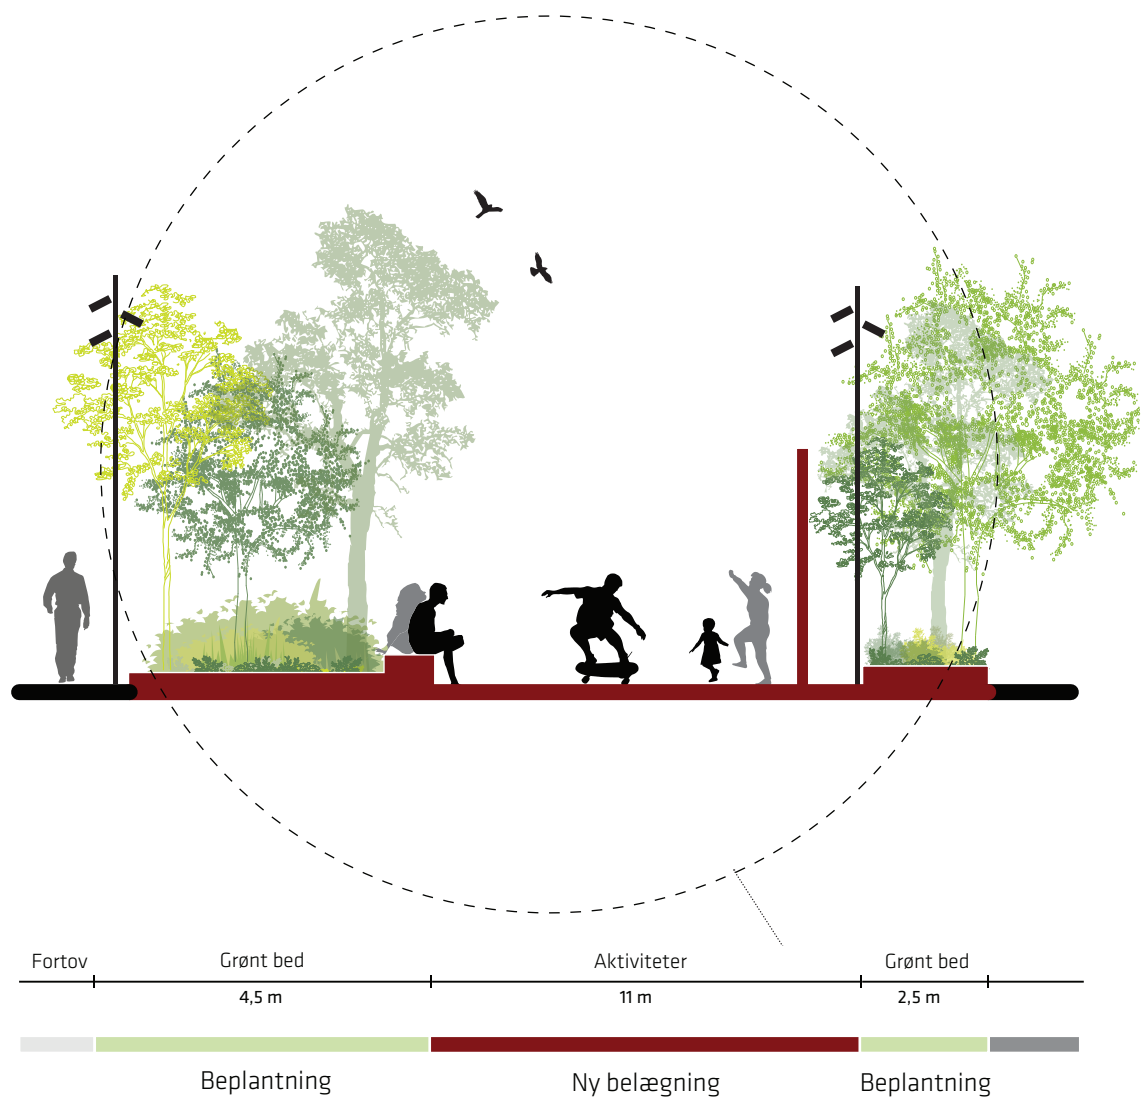 Fortov Grønt bed Aktiviteter Grønt bed
4,5 m 11 m 2,5 m
Beplantning Ny belægning Beplantning